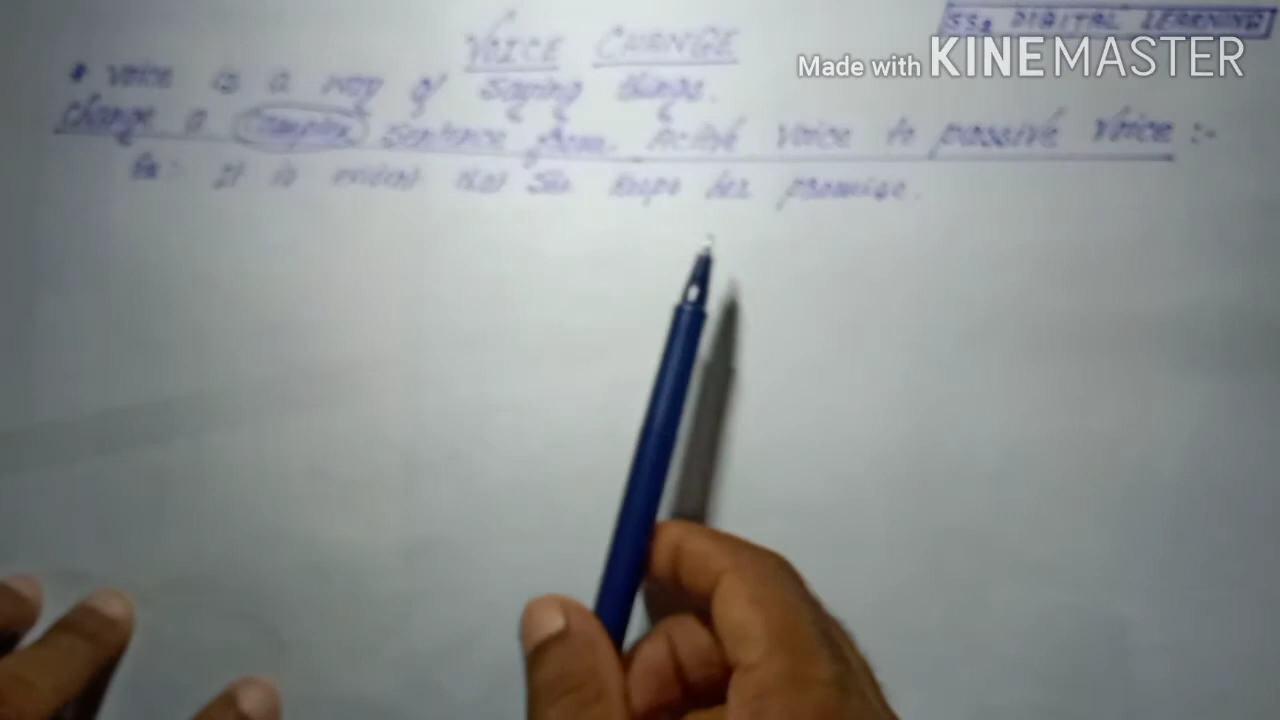 SS2 DIGITAL LEARNING
Made with KINEMASTER
VOICE CHANGE
* Voice is a way of saying things.
Change a Complex sentence from Active voice to passive voice :-
Ex:- It is evident that She keeps her promise.